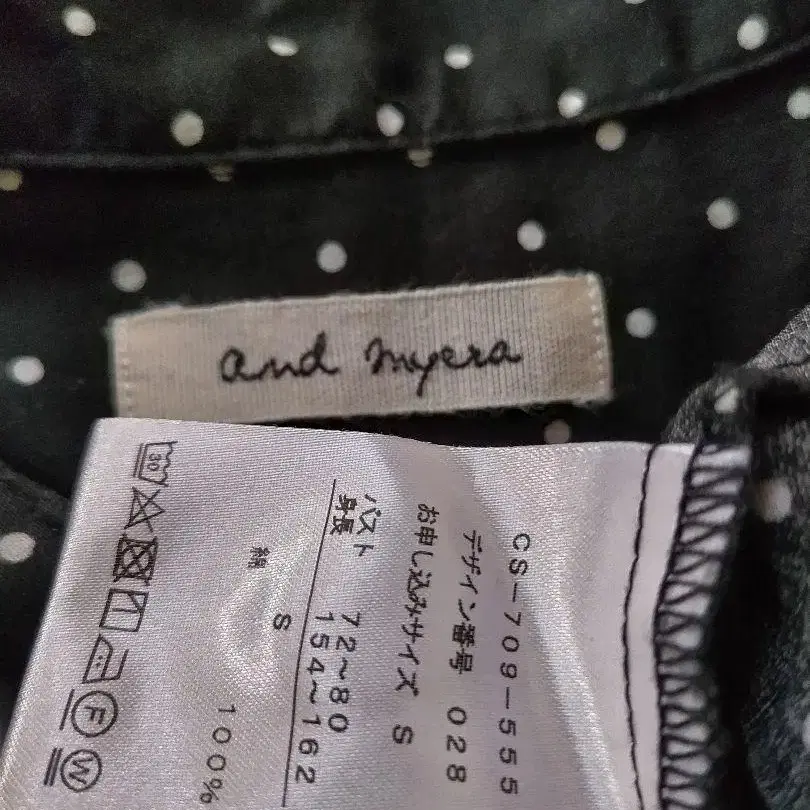 and myera
CS-709-555
デザイン番号 028
お申し込みサイズ S
バスト 72~80
身長 154~162
S
100%
30
F
W